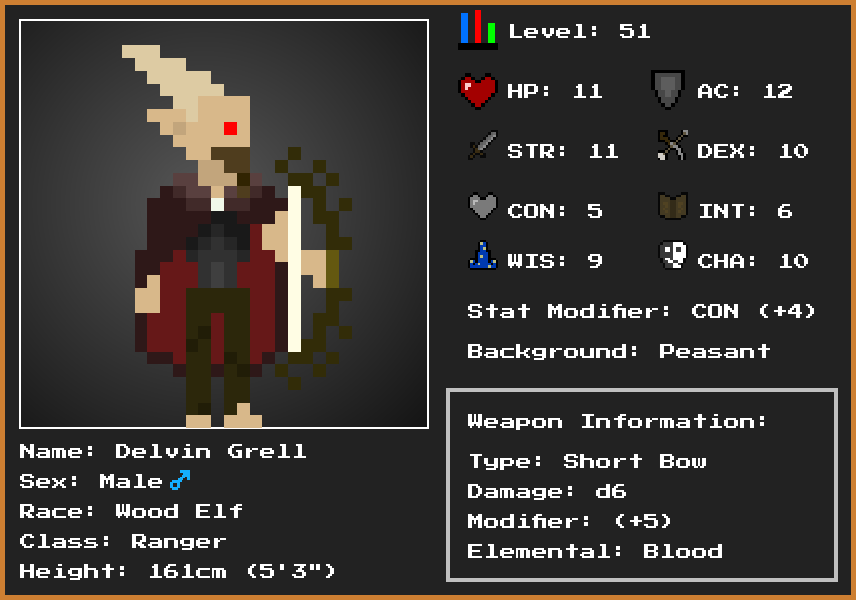 Level: 51
HP: 11
AC: 12
STR: 11
DEX: 10
CON: 5
INT: 6
WIS: 9
CHA: 10
Stat Modifier: CON (+4)
Background: Peasant
Name: Delvin Grell
Sex: Male ♂
Race: Wood Elf
Class: Ranger
Height: 161cm (5'3")
Weapon Information:
Type: Short Bow
Damage: d6
Modifier: (+5)
Elemental: Blood